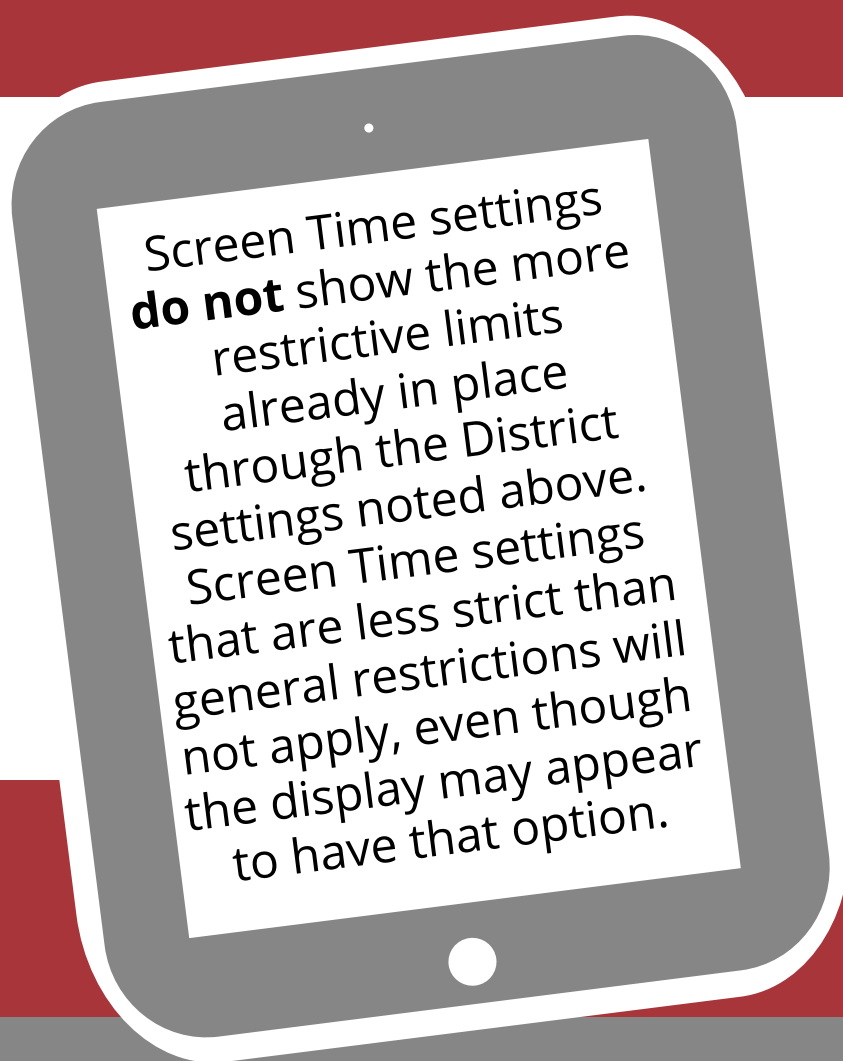 Screen Time settings
do not show the more
restrictive limits
already in place
through the District
settings noted above.
Screen Time settings
that are less strict than
general restrictions will
not apply, even though
the display may appear
to have that option.